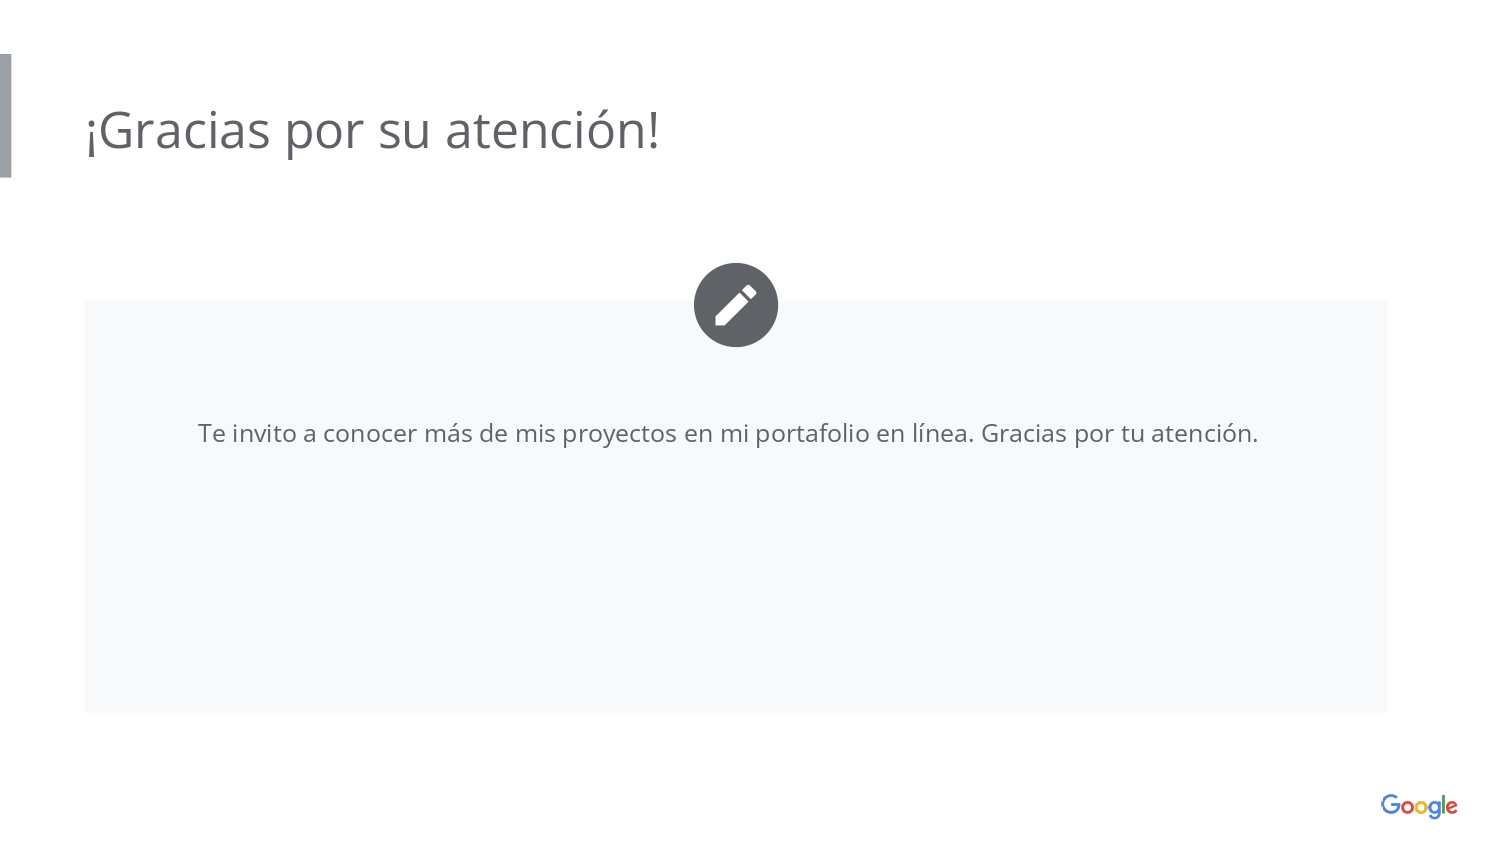 ¡Gracias por su atención!
Te invito a conocer más de mis proyectos en mi portafolio en línea. Gracias por tu atención.
Google